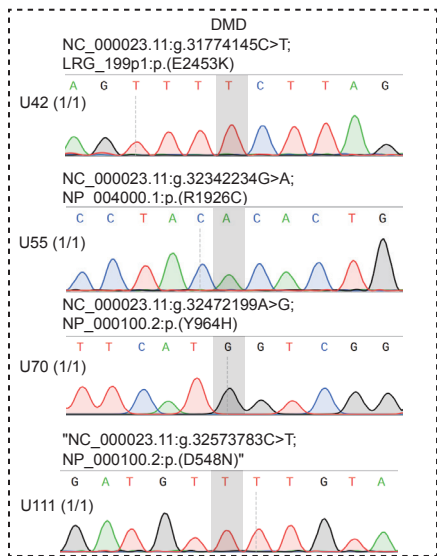 DMD
NC_000023.11:g.31774145C>T;
LRG_199p1:p.(E2453K)
A G T T T T C T T A G
U42 (1/1)
NC_000023.11:g.32342234G>A;
NP_004000.1:p.(R1926C)
C C T A C A C A C T G
U55 (1/1)
NC_000023.11:g.32472199A>G;
NP_000100.2:p.(Y964H)
T T C A T G G T C G G
U70 (1/1)
"NC_000023.11:g.32573783C>T;
NP_000100.2:p.(D548N)"
G A T G T T T T G T A
U111 (1/1)